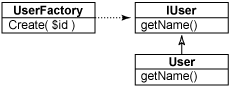 UserFactory
Create( $id )
IUser
getName()
User
getName()